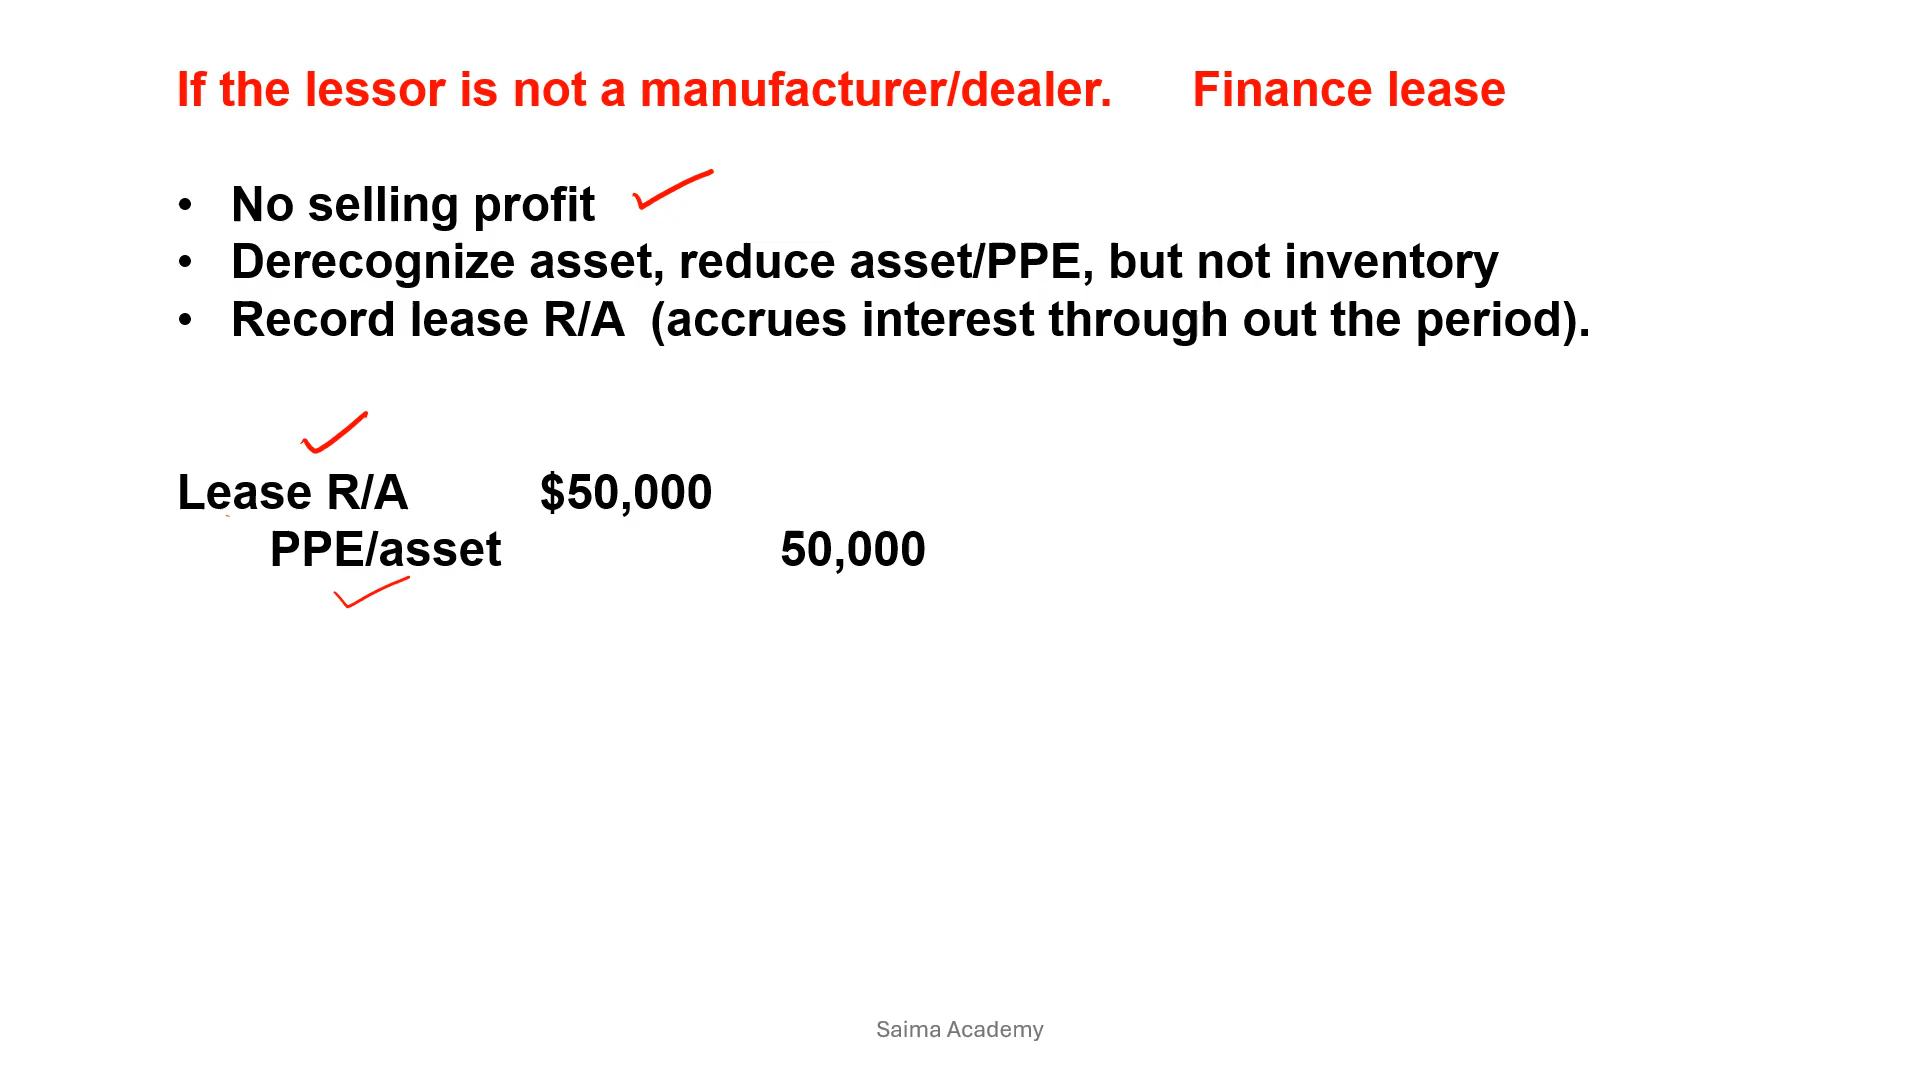 If the lessor is not a manufacturer/dealer. Finance lease
• No selling profit
• Derecognize asset, reduce asset/PPE, but not inventory
• Record lease R/A (accrues interest through out the period).
Lease R/A $50,000
PPE/asset 50,000
Saima Academy